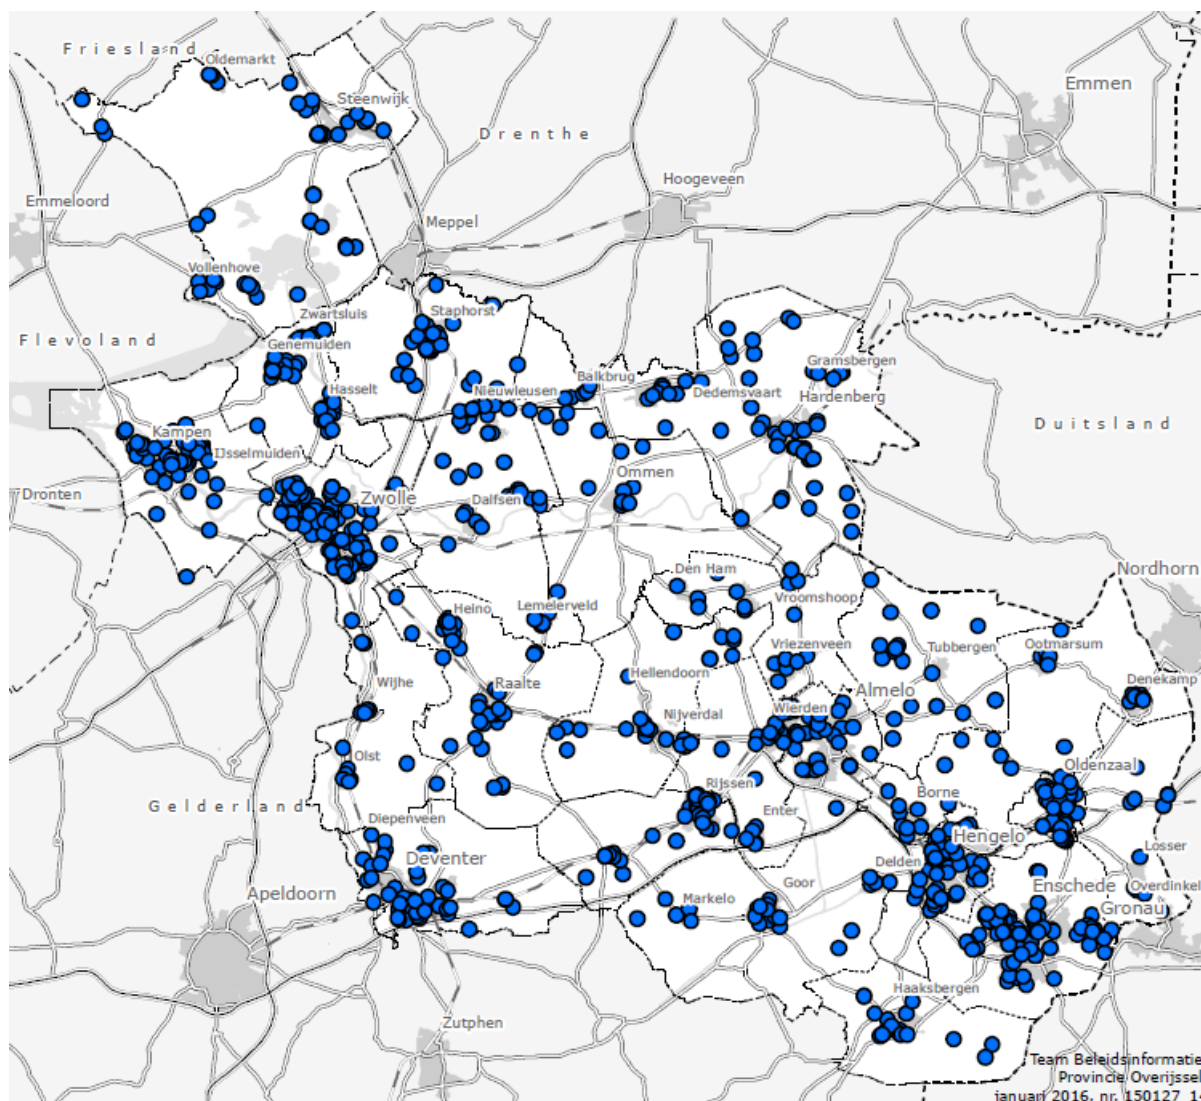 Friesland
Oldemarkt
Steenwijk
Emmen
Drenthe
Hoogeveen
Emmeloord
Meppel
Vollenhove
Zwartsluis
Staphorst
Flevoland
Genemuiden
Gramsbergen
Balkbrug
Hasselt
Nieuwleusen
Dedemsvaart
Hardenberg
Duitsland
Kampen
IJsselmuiden
Ommen
Dronten
Zwolle
Dalfsen
Den Ham
Nordhorn
Vroomshoop
Heino
Lemelerveld
Vriezenveen
Tubbergen
Ootmarsum
Hellendoorn
Wijhe
Raalte
Denekamp
Almelo
Wierden
Nijverdal
Olst
Oldenzaal
Rijssen
Borne
Gelderland
Enter
Diepenveen
Hengelo
Losser
Deventer
Delden
Goor
Enschede
Overdinkel
Apeldoorn
Markelo
Gronau
Haaksbergen
Zutphen
Team Beleidsinformatie
Provincie Overijssel
januari 2016, nr. 150127_1